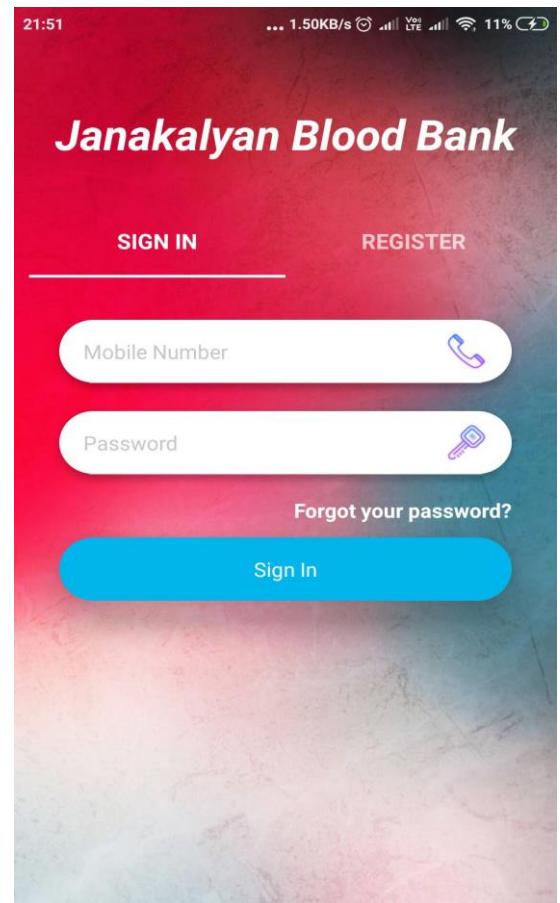 21:51 ... 1.50KB/s VoLTE 11%
Janakalyan Blood Bank
SIGN IN REGISTER
Mobile Number
Password
Forgot your password?
Sign In